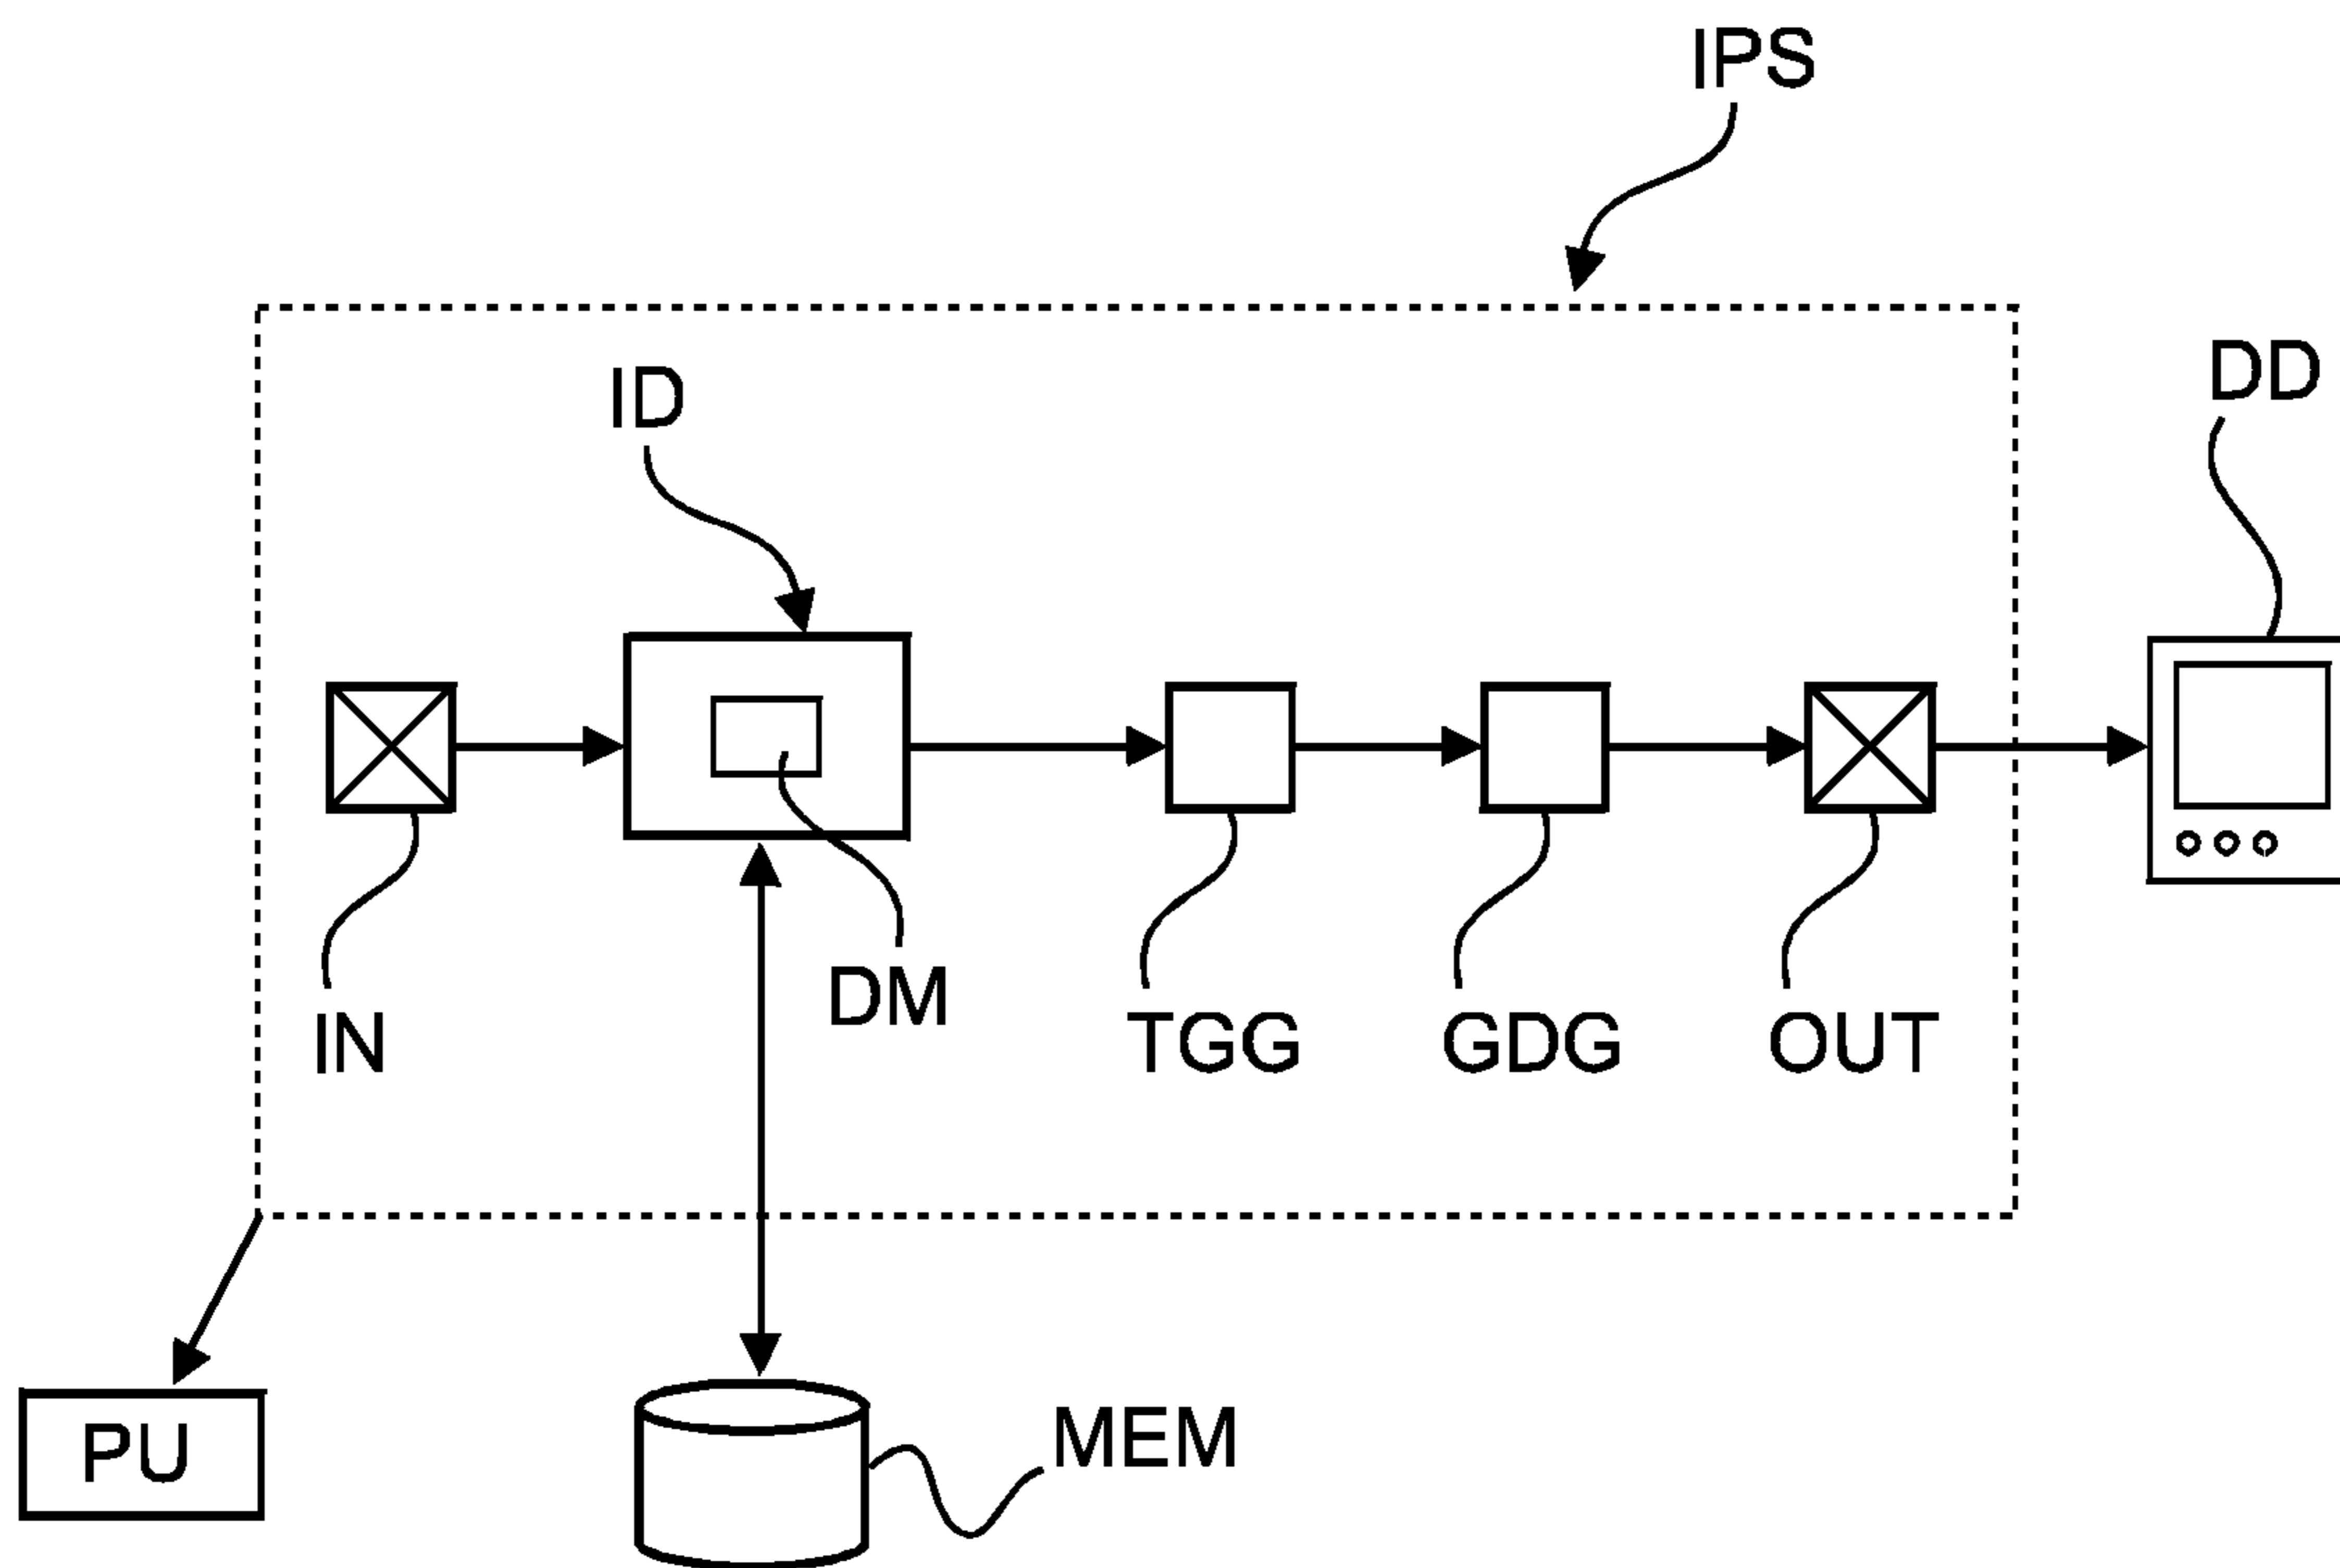 IPS
DD
ID
DM
IN
TGG
GDG
OUT
MEM
PU